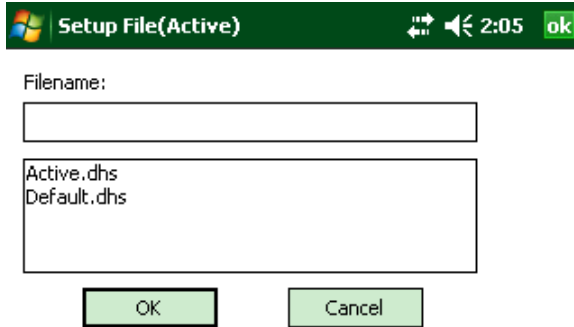 Setup File(Active) 2:05 ok
Filename:
Active.dhs
Default.dhs
OK Cancel